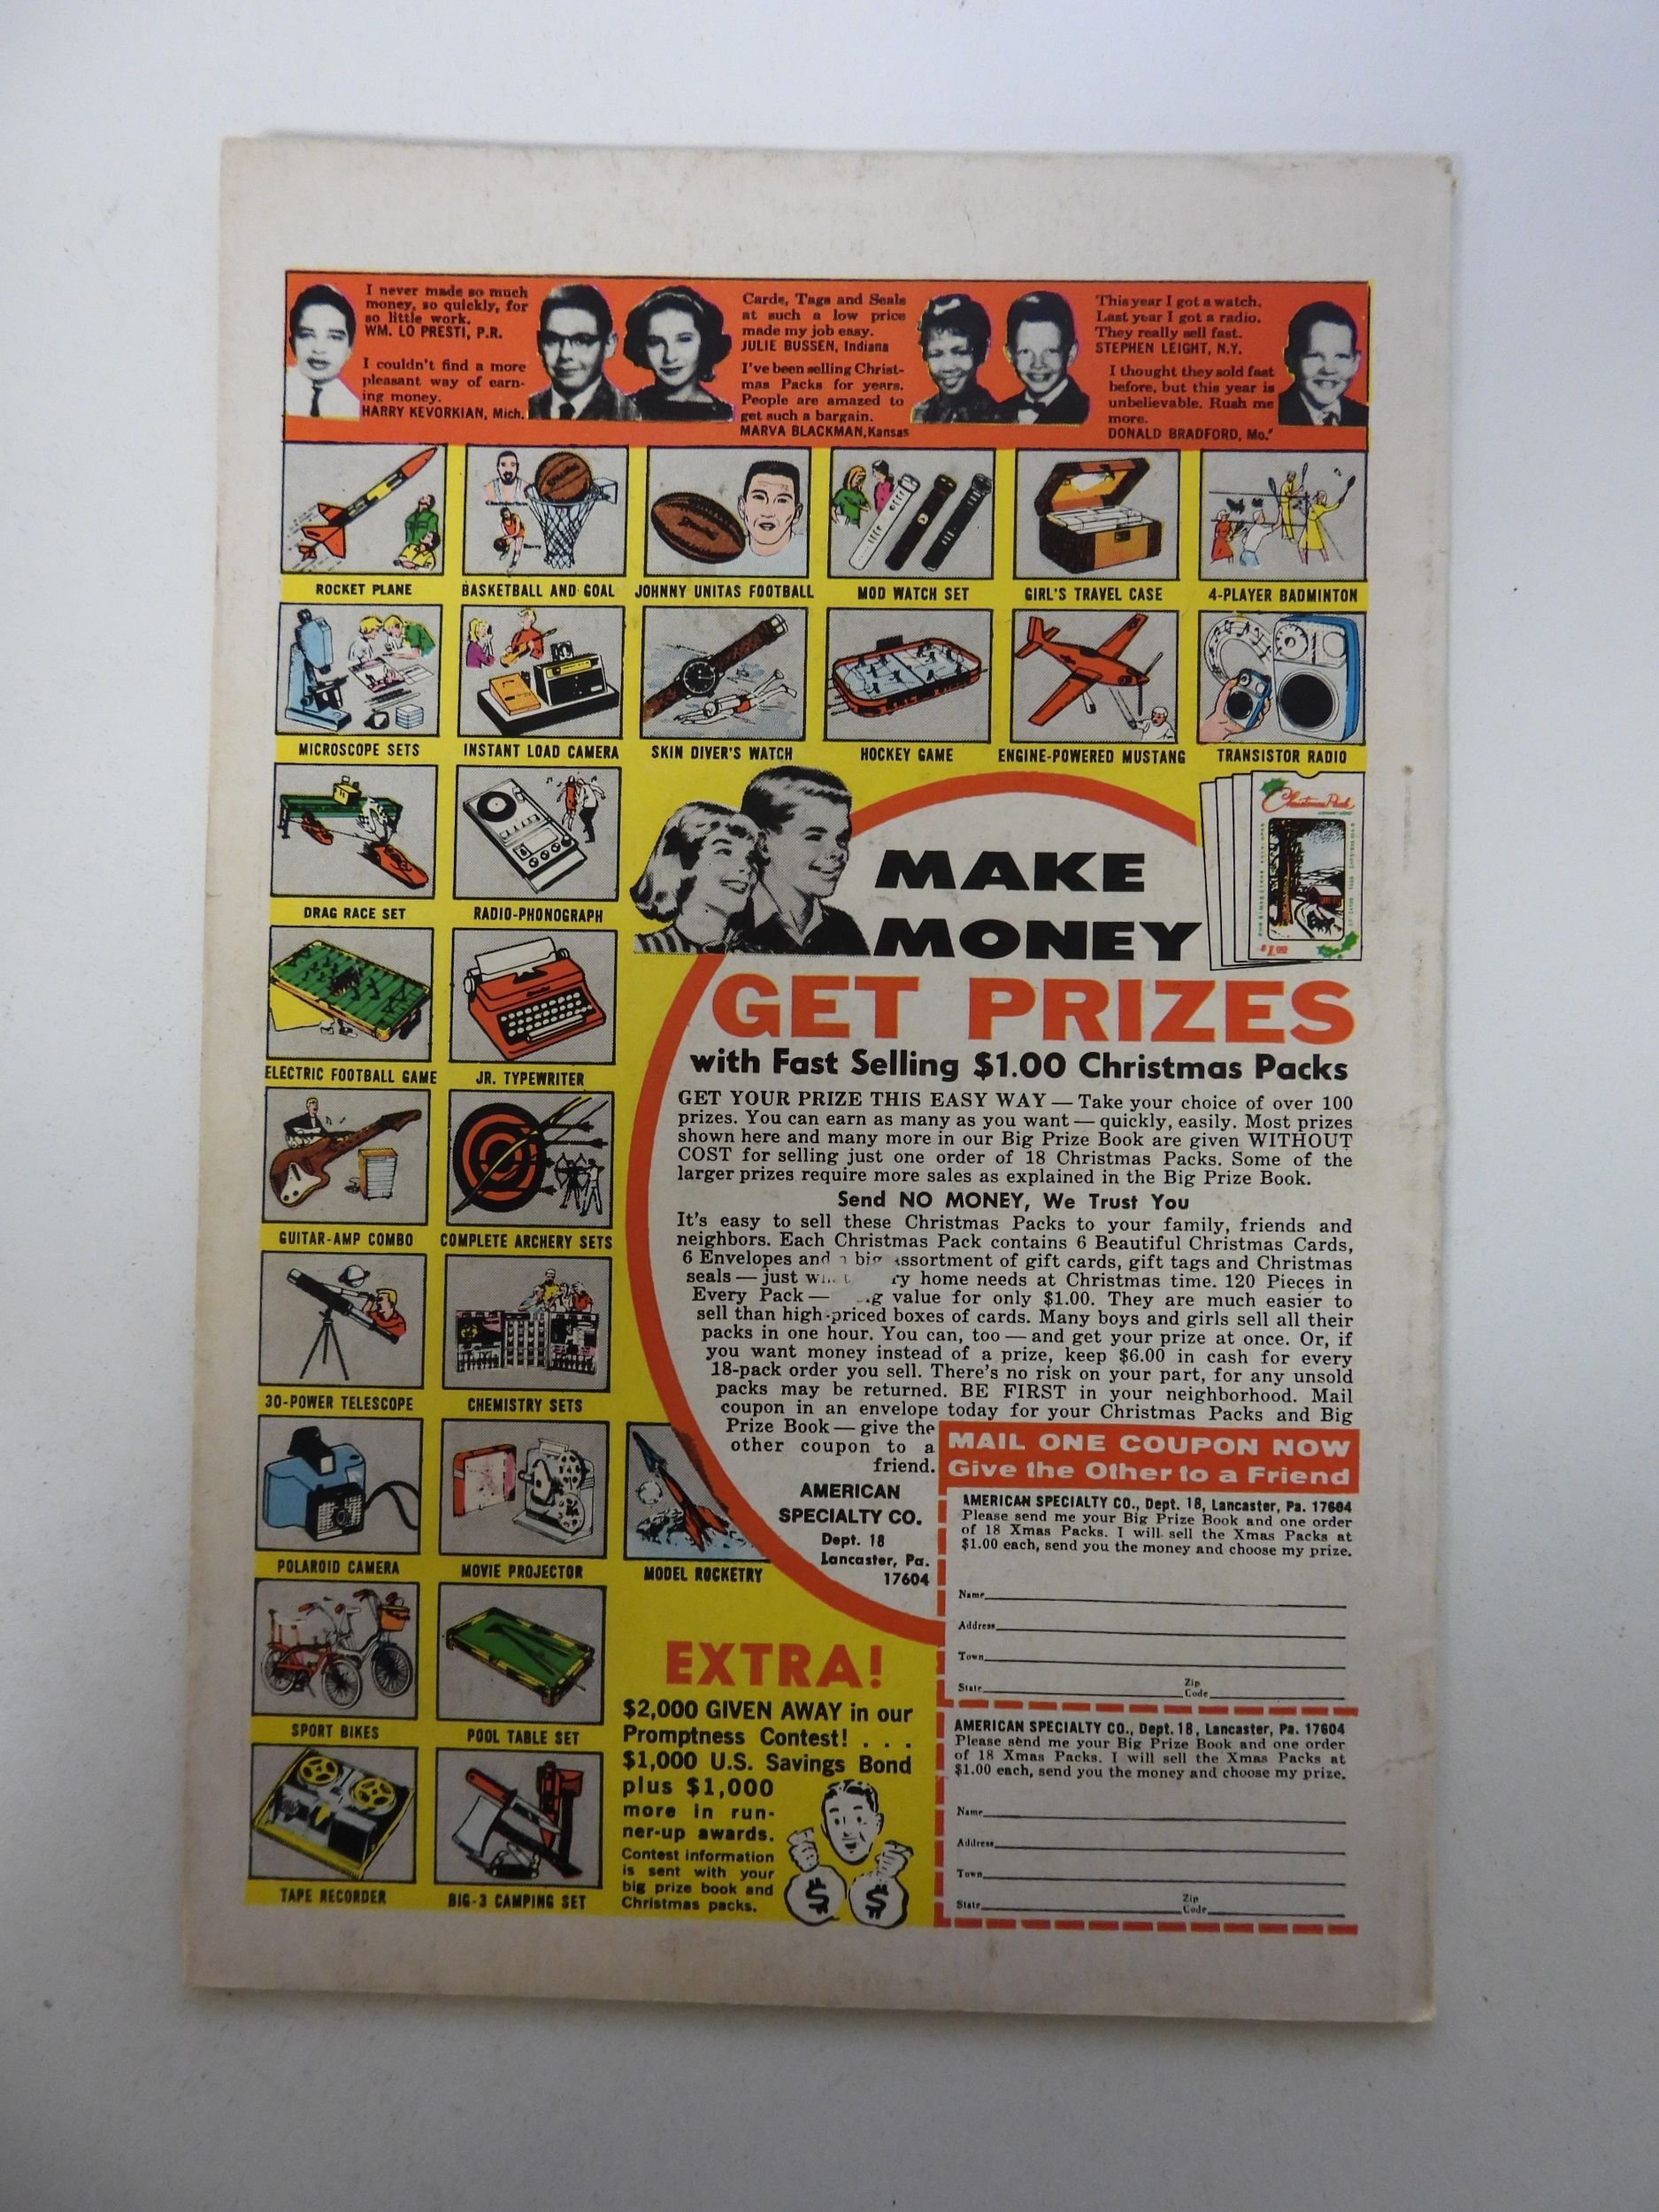 I never made so much
money, so quickly, for
so little work.
WM. LO PRESTI, P.R.
I couldn't find a more
pleasant way of earn-
ing money.
HARRY KEVORKIAN, Mich.
Cards, Tags and Seals
at such a low price
made my job easy.
JULIE BUSSEN, Indiana
I've been selling Christ-
mas Packs for years.
People are amazed to
get such a bargain.
MARVA BLACKMAN, Kansas
This year I got a watch.
Last year I got a radio.
They really sell fast.
STEPHEN LEIGHT, N.Y.
I thought they sold fast
before, but this year is
unbelievable. Rush me
more.
DONALD BRADFORD, Mo.
ROCKET PLANE
BASKETBALL AND GOAL
JOHNNY UNITAS FOOTBALL
MOD WATCH SET
GIRL'S TRAVEL CASE
4-PLAYER BADMINTON
MICROSCOPE SETS
INSTANT LOAD CAMERA
SKIN DIVER'S WATCH
HOCKEY GAME
ENGINE-POWERED MUSTANG
TRANSISTOR RADIO
DRAG RACE SET
RADIO-PHONOGRAPH
ELECTRIC FOOTBALL GAME
JR. TYPEWRITER
GUITAR-AMP COMBO
COMPLETE ARCHERY SETS
30-POWER TELESCOPE
CHEMISTRY SETS
POLAROID CAMERA
MOVIE PROJECTOR
MODEL ROCKETRY
SPORT BIKES
POOL TABLE SET
TAPE RECORDER
BIG-3 CAMPING SET
Christmas Pack
$1.00
MAKE
MONEY
GET PRIZES
with Fast Selling $1.00 Christmas Packs
GET YOUR PRIZE THIS EASY WAY — Take your choice of over 100
prizes. You can earn as many as you want — quickly, easily. Most prizes
shown here and many more in our Big Prize Book are given WITHOUT
COST for selling just one order of 18 Christmas Packs. Some of the
larger prizes require more sales as explained in the Big Prize Book.
Send NO MONEY, We Trust You
It's easy to sell these Christmas Packs to your family, friends and
neighbors. Each Christmas Pack contains 6 Beautiful Christmas Cards,
6 Envelopes and a big assortment of gift cards, gift tags and Christmas
seals — just home needs at Christmas time. 120 Pieces in
Every Pack — value for only $1.00. They are much easier to
sell than high-priced boxes of cards. Many boys and girls sell all their
packs in one hour. You can, too — and get your prize at once. Or, if
you want money instead of a prize, keep $6.00 in cash for every
18-pack order you sell. There's no risk on your part, for any unsold
packs may be returned. BE FIRST in your neighborhood. Mail
coupon in an envelope today for your Christmas Packs and Big
Prize Book — give the
other coupon to a
friend.
AMERICAN
SPECIALTY CO.
Dept. 18
Lancaster, Pa.
17604
EXTRA!
$2,000 GIVEN AWAY in our
Promptness Contest! . . .
$1,000 U.S. Savings Bond
plus $1,000
more in run-
ner-up awards.
Contest information
is sent with your
big prize book and
Christmas packs.
$ $
MAIL ONE COUPON NOW
Give the Other to a Friend
AMERICAN SPECIALTY CO., Dept. 18, Lancaster, Pa. 17604
Please send me your Big Prize Book and one order
of 18 Xmas Packs. I will sell the Xmas Packs at
$1.00 each, send you the money and choose my prize.
Name
Address
Town
State Zip Code
AMERICAN SPECIALTY CO., Dept. 18, Lancaster, Pa. 17604
Please send me your Big Prize Book and one order
of 18 Xmas Packs. I will sell the Xmas Packs at
$1.00 each, send you the money and choose my prize.
Name
Address
Town
State Zip Code